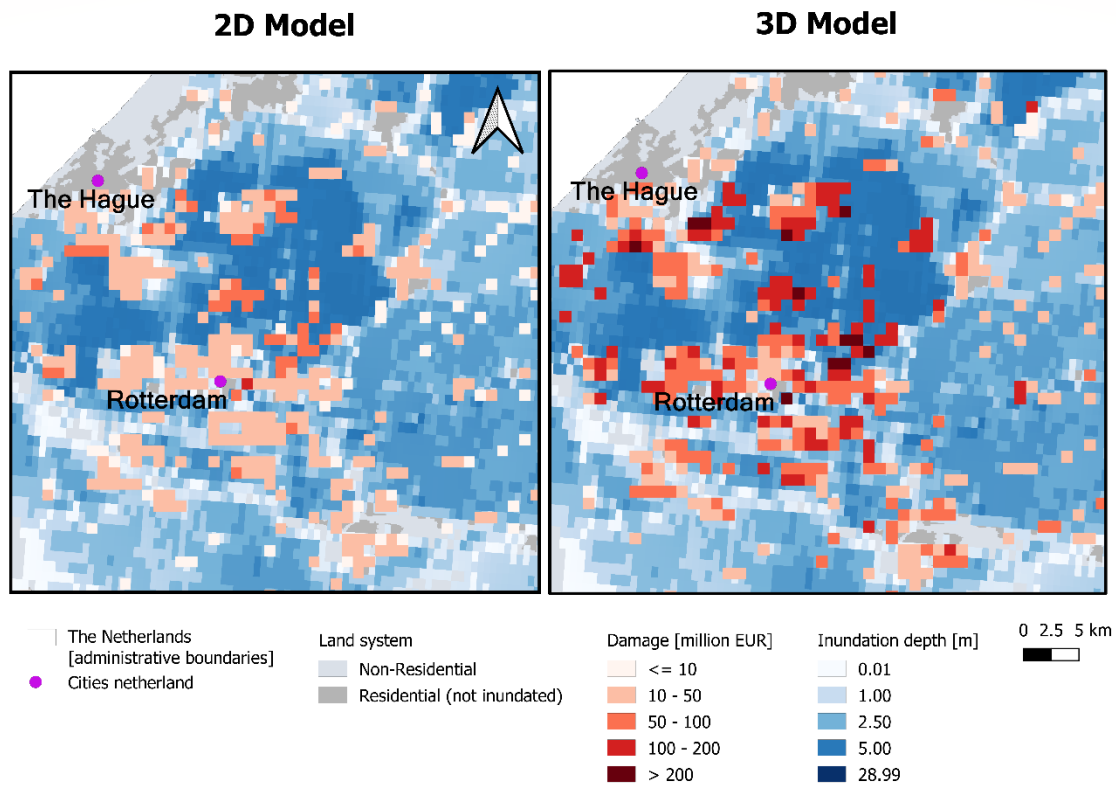 2D Model
3D Model
The Hague
Rotterdam
The Hague
Rotterdam
The Netherlands
[administrative boundaries]
Cities netherland
Land system
Non-Residential
Residential (not inundated)
Damage [million EUR]
<= 10
10 - 50
50 - 100
100 - 200
> 200
Inundation depth [m]
0.01
1.00
2.50
5.00
28.99
0 2.5 5 km